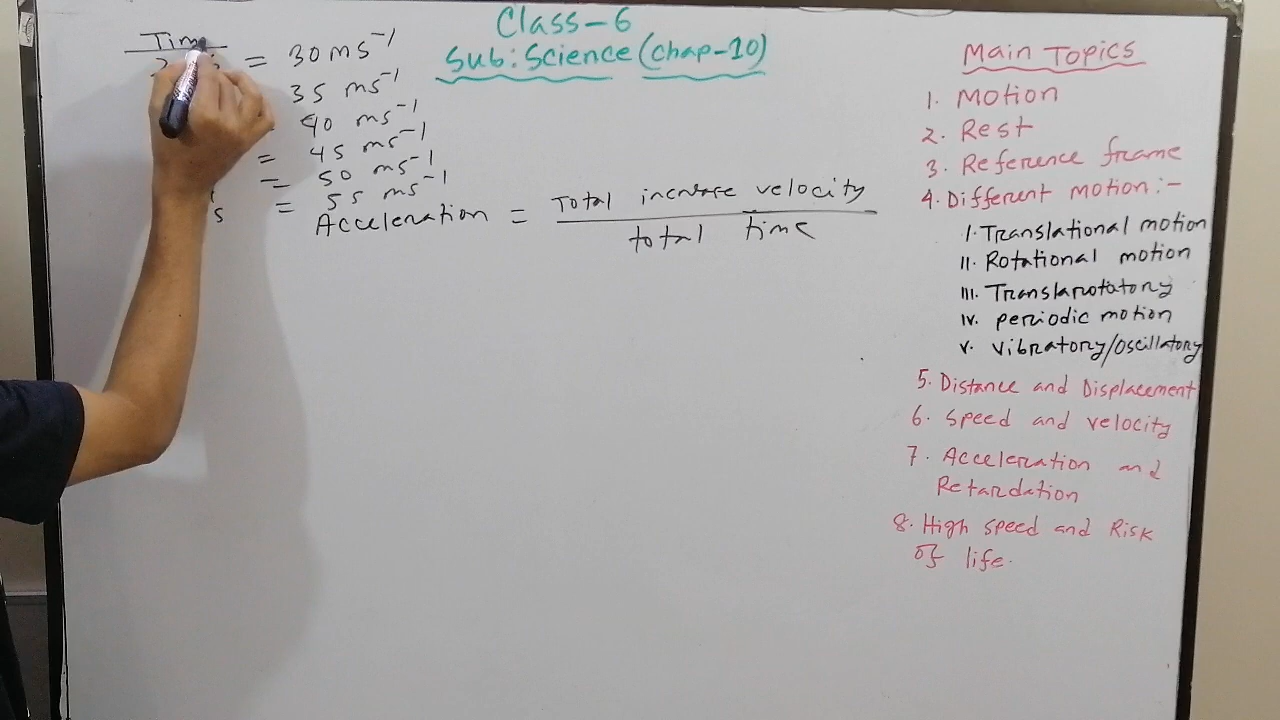 Class-6
Sub: Science (chap-10)
Time
= 30 ms⁻¹
35 ms⁻¹
40 ms⁻¹
= 45 ms⁻¹
= 50 ms⁻¹
s = 55 ms⁻¹
Acceleration = Total increase velocity
total time
Main Topics
1. Motion
2. Rest
3. Reference frame
4. Different motion:-
I. Translational motion
II. Rotational motion
III. Translarotatory
IV. periodic motion
V. vibratory/oscillatory
5. Distance and Displacement
6. Speed and velocity
7. Acceleration and
Retardation
8. High speed and Risk
of life.